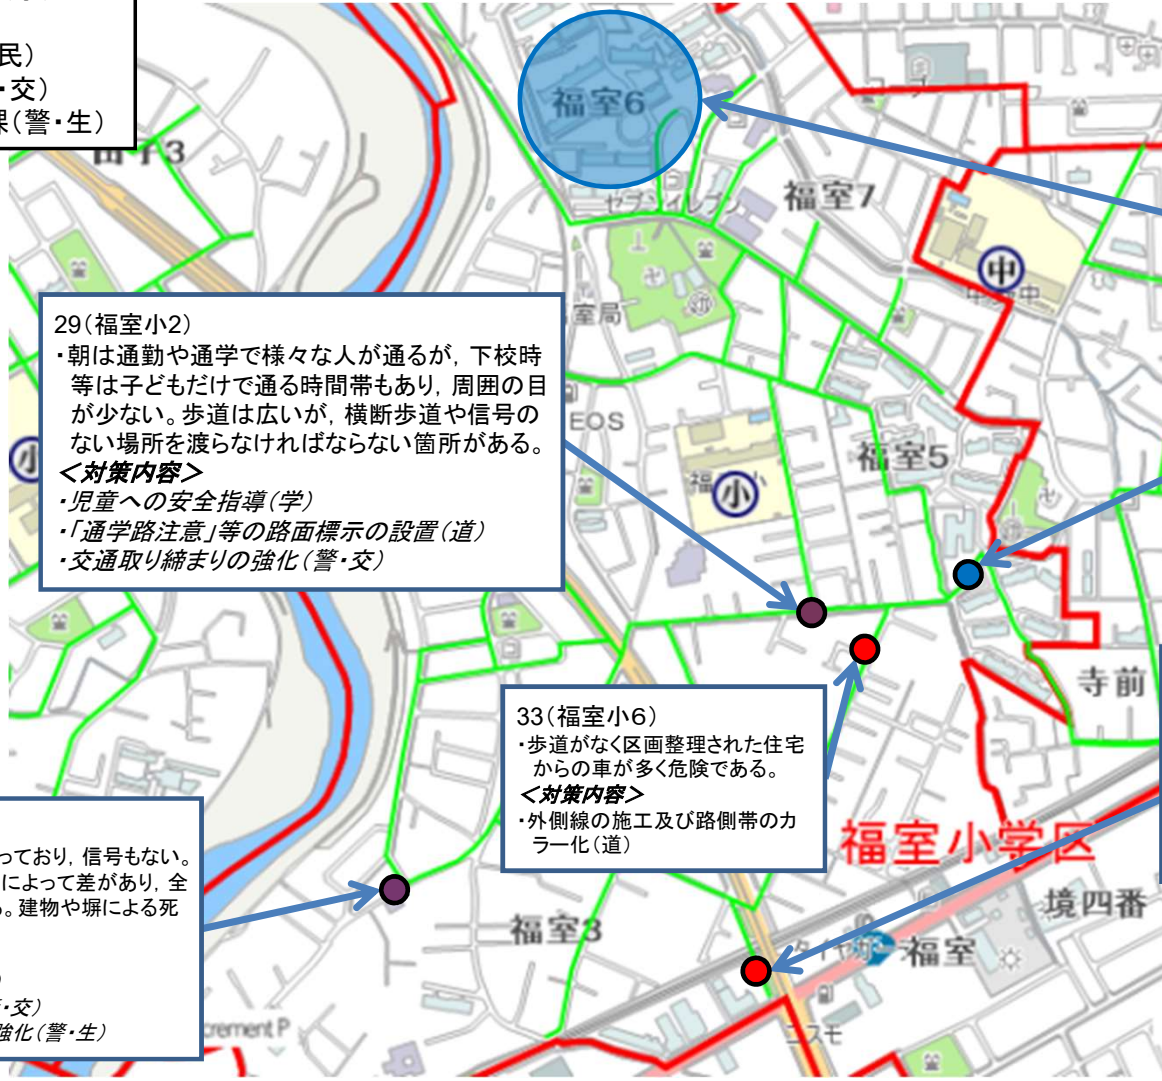 民）
・交）
課（警・生）
田子3
福室6
セブンイレブン
福室7
中
室局
29（福室小2）
・朝は通勤や通学で様々な人が通るが，下校時
等は子どもだけで通る時間帯もあり，周囲の目
が少ない。歩道は広いが，横断歩道や信号の
ない場所を渡らなければならない箇所がある。
＜対策内容＞
・児童への安全指導（学）
・「通学路注意」等の路面標示の設置（道）
・交通取り締まりの強化（警・交）
EOS
小
福室5
福
小
寺前
33（福室小６）
・歩道がなく区画整理された住宅
からの車が多く危険である。
＜対策内容＞
・外側線の施工及び路側帯のカ
ラー化（道）
福室小学区
っており，信号もない。
によって差があり，全
。建物や塀による死
・交）
強化（警・生）
福室3
境四番
福室
crement P
コスモ